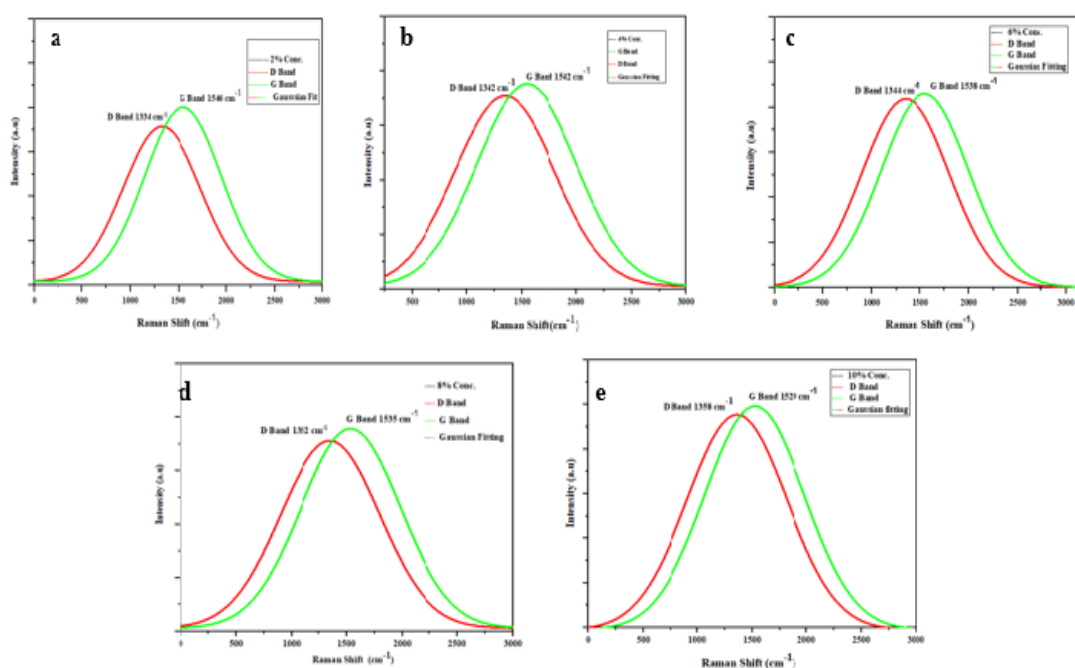 a
2% Conc.
D Band
G Band
Gaussian Fit
G Band 1546 cm-1
D Band 1334 cm-1
Intensity (a.u)
0 500 1000 1500 2000 2500 3000
Raman Shift (cm-1)
b
4% Conc.
G Band
D Band
Gaussian Fitting
G Band 1542 cm-1
D Band 1342 cm-1
Intensity (a.u)
500 1000 1500 2000 2500 3000
Raman Shift(cm-1)
c
6% Conc.
D Band
G Band
Gaussian Fitting
G Band 1538 cm-1
D Band 1344 cm-1
Intensity (a.u)
0 500 1000 1500 2000 2500 3000
Raman Shift (cm-1)
d
8% Conc.
D Band
G Band
Gaussian Fitting
G Band 1535 cm-1
D Band cm-1
Intensity (a.u)
0 500 1000 1500 2000 2500 3000
Raman Shift (cm-1)
e
10% Conc.
D Band
G Band
Gaussian fitting
G Band cm-1
D Band 1358 cm-1
Intensity (a.u)
0 500 1000 1500 2000 2500 3000
Raman Shift (cm-1)